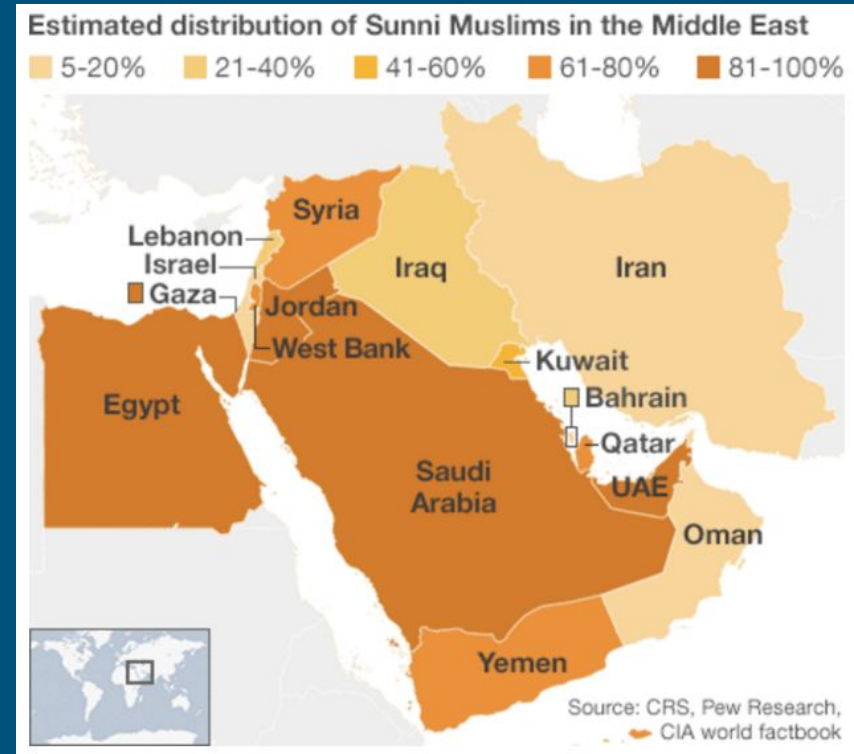 Estimated distribution of Sunni Muslims in the Middle East
5-20% 21-40% 41-60% 61-80% 81-100%
Syria
Lebanon
Israel
Iraq
Iran
Gaza
Jordan
West Bank
Kuwait
Egypt
Bahrain
Qatar
Saudi
Arabia
UAE
Oman
Yemen
Source: CRS, Pew Research,
CIA world factbook